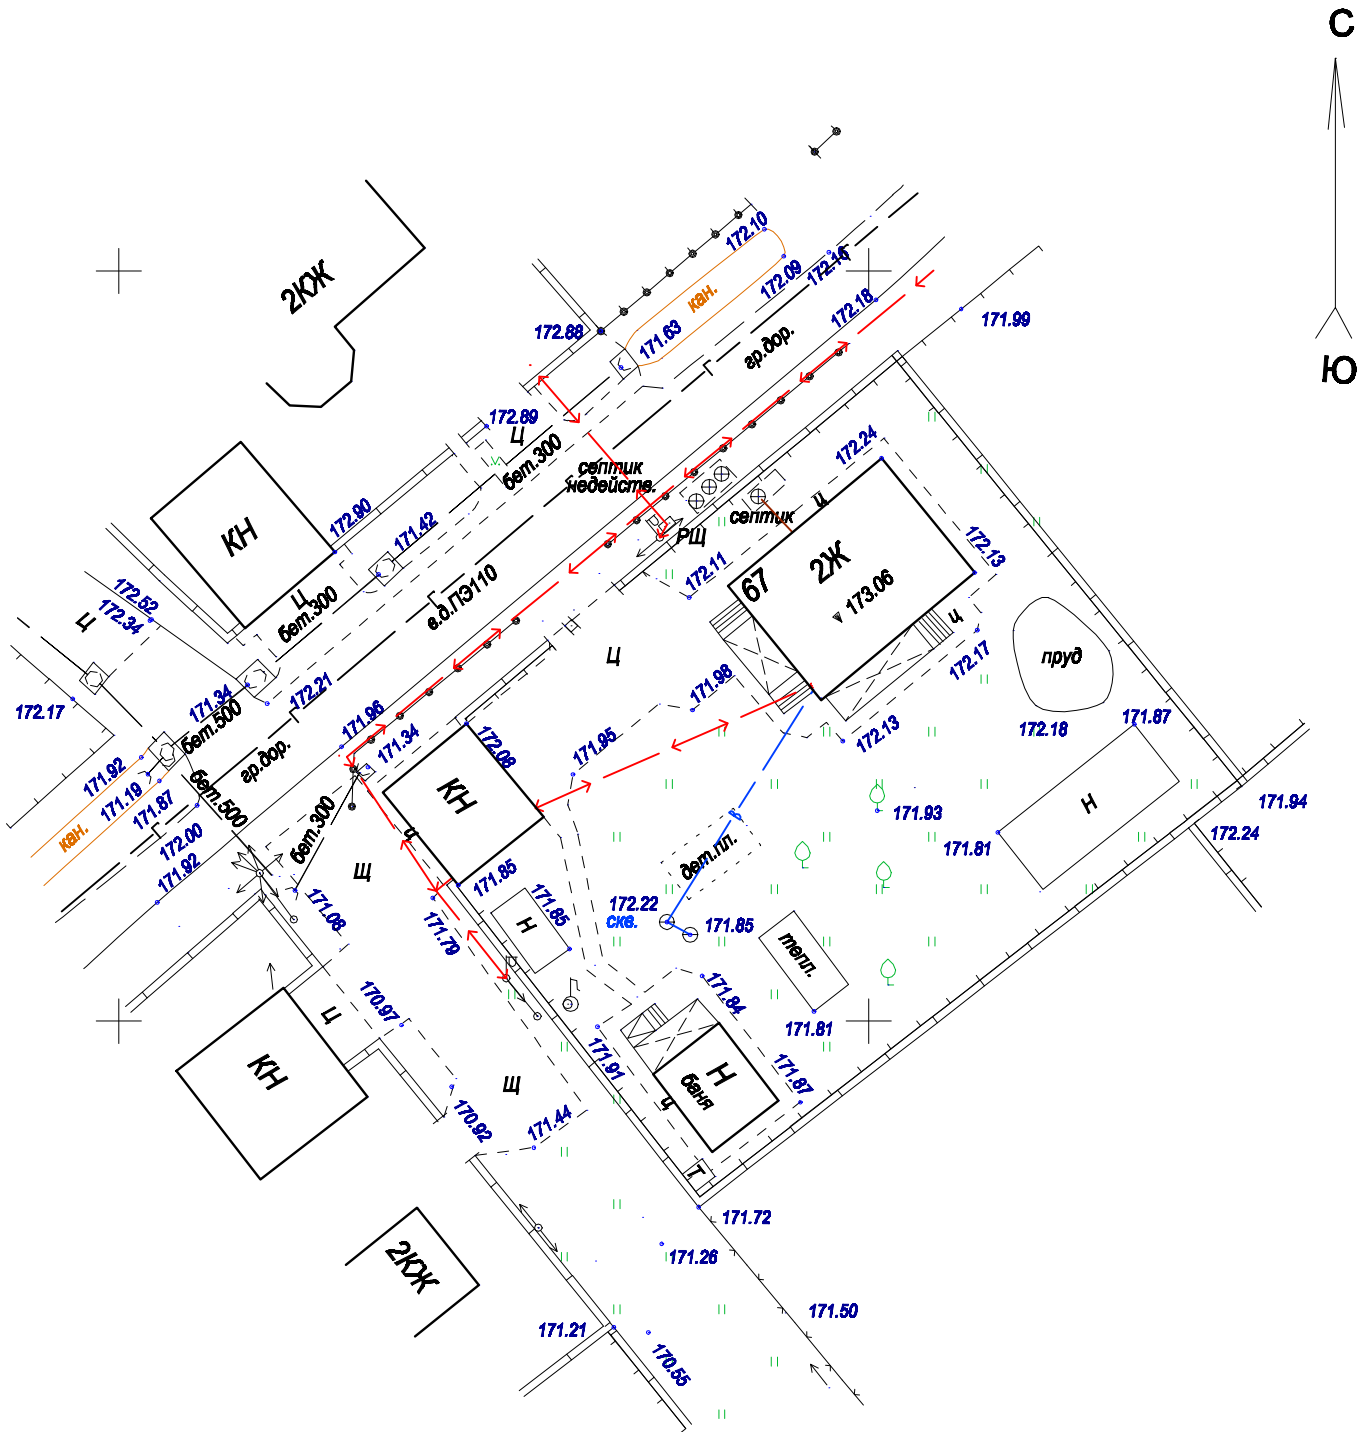 С
Ю
2КЖ
172.10
кан.
172.09
172.16
172.18
171.99
172.88
171.63
гр.дор.
172.89
Ц
бет.300
септик
недейств.
172.24
ц
септик
РЩ
КН
172.90
171.42
172.11
67
2Ж
173.06
172.13
ц
172.17
172.52
172.34
Ц
Ц
бет.300
в.д.ПЭ110
Ц
пруд
172.18
171.87
172.17
171.34
172.21
бет.500
171.96
171.34
171.98
172.13
171.95
172.08
гр.дор.
171.92
171.19
171.87
бет.500
КН
В
Н
171.94
172.24
171.93
171.81
кан.
172.00
171.92
бет.300
ц
Щ
дет.пл.
171.85
171.08
171.85
Н
171.79
172.22
скв.
171.85
тепл.
170.97
Ц
КН
171.84
171.81
171.91
Н
баня
171.87
ц
Щ
170.92
171.44
Т
171.72
171.26
2КЖ
171.50
171.21
170.55